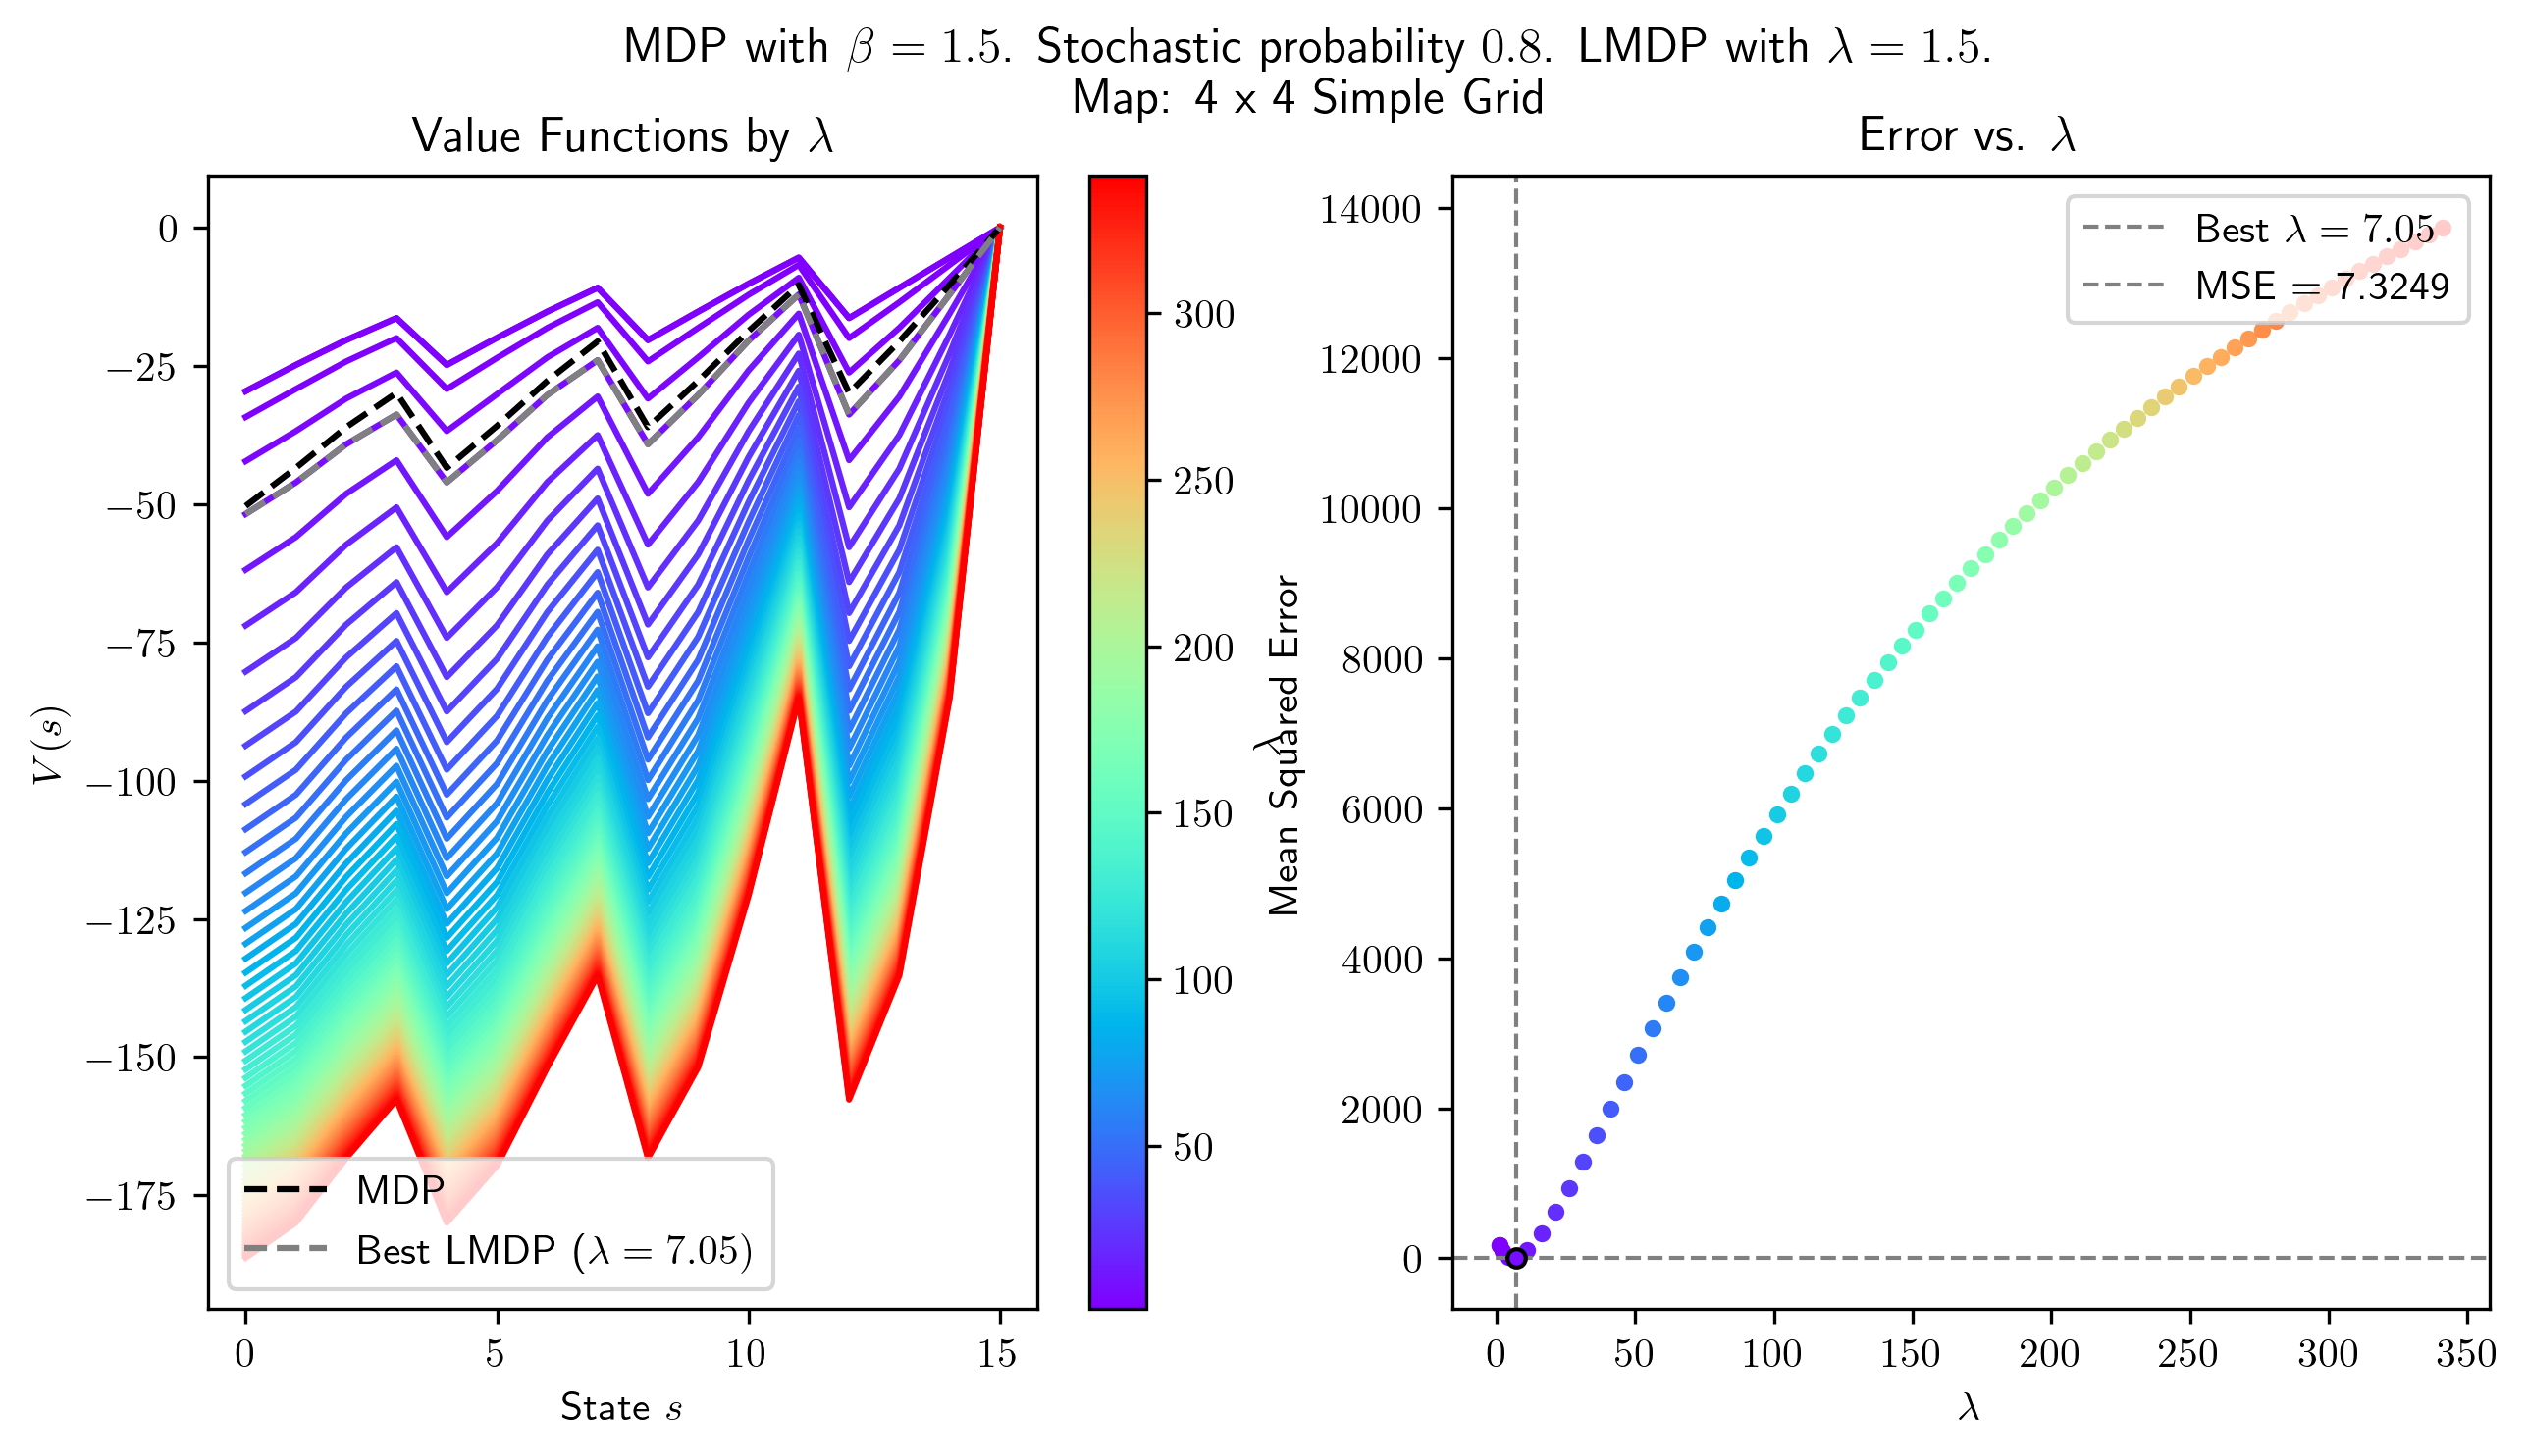 MDP with β = 1.5. Stochastic probability 0.8. LMDP with λ = 1.5.
Map: 4 x 4 Simple Grid
Value Functions by λ
0
−25
−50
−75
−100
−125
−150
−175
V(s)
MDP
Best LMDP (λ = 7.05)
0
5
10
15
State s
300
250
200
150
100
50
λ
Error vs. λ
14000
12000
10000
8000
6000
4000
2000
0
Mean Squared Error
Best λ = 7.05
MSE = 7.3249
0
50
100
150
200
250
300
350
λ